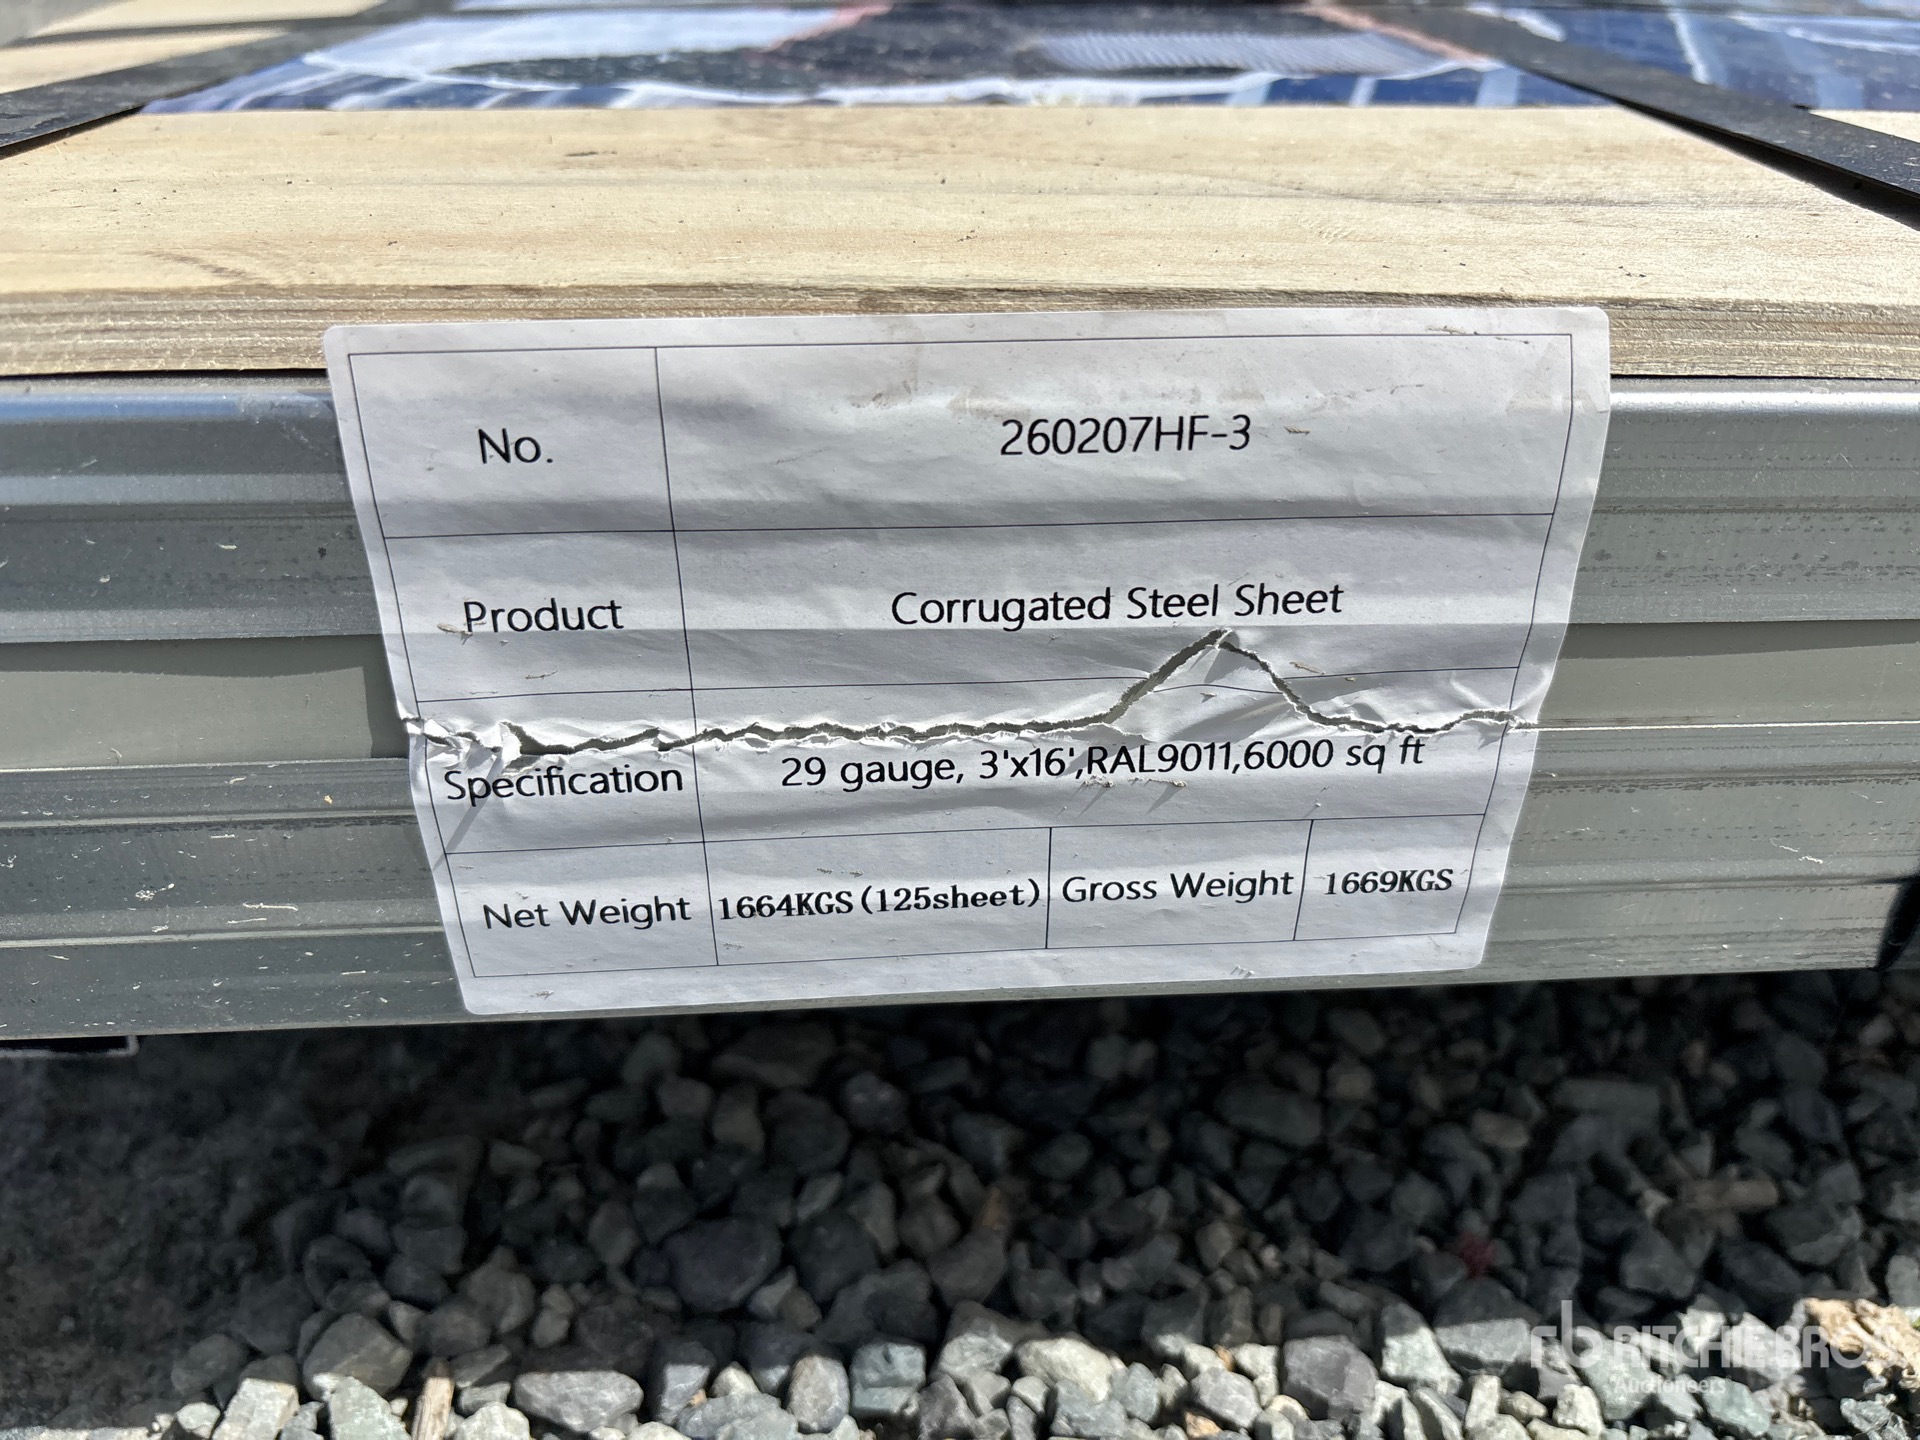 No. 260207HF-3
Product Corrugated Steel Sheet
Specification 29 gauge, 3'x16',RAL9011,6000 sq ft
Net Weight 1664KGS(125sheet) Gross Weight 1669KGS
rb RITCHIE BROS
Auctioneers